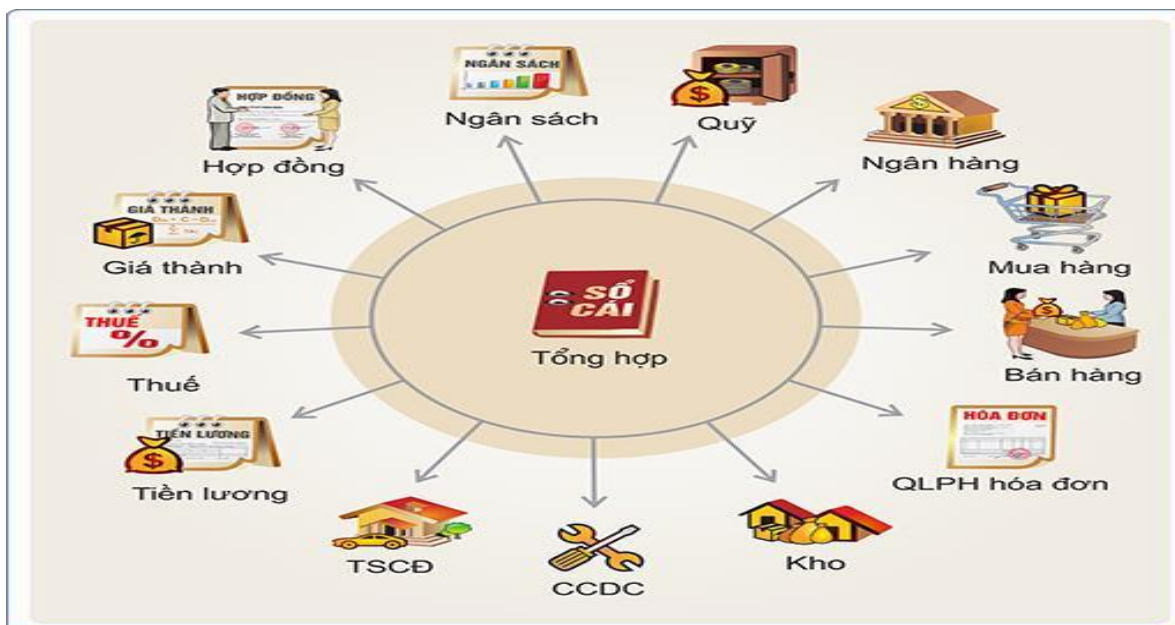 NGÂN SÁCH
Ngân sách
Quỹ
HỢP ĐỒNG
Hợp đồng
Ngân hàng
GIÁ THÀNH
Giá thành
Mua hàng
THUẾ
%
Thuế
SỔ
CÁI
Tổng hợp
Bán hàng
TIỀN LƯƠNG
Tiền lương
HÓA ĐƠN
QLPH hóa đơn
TSCĐ
CCDC
Kho